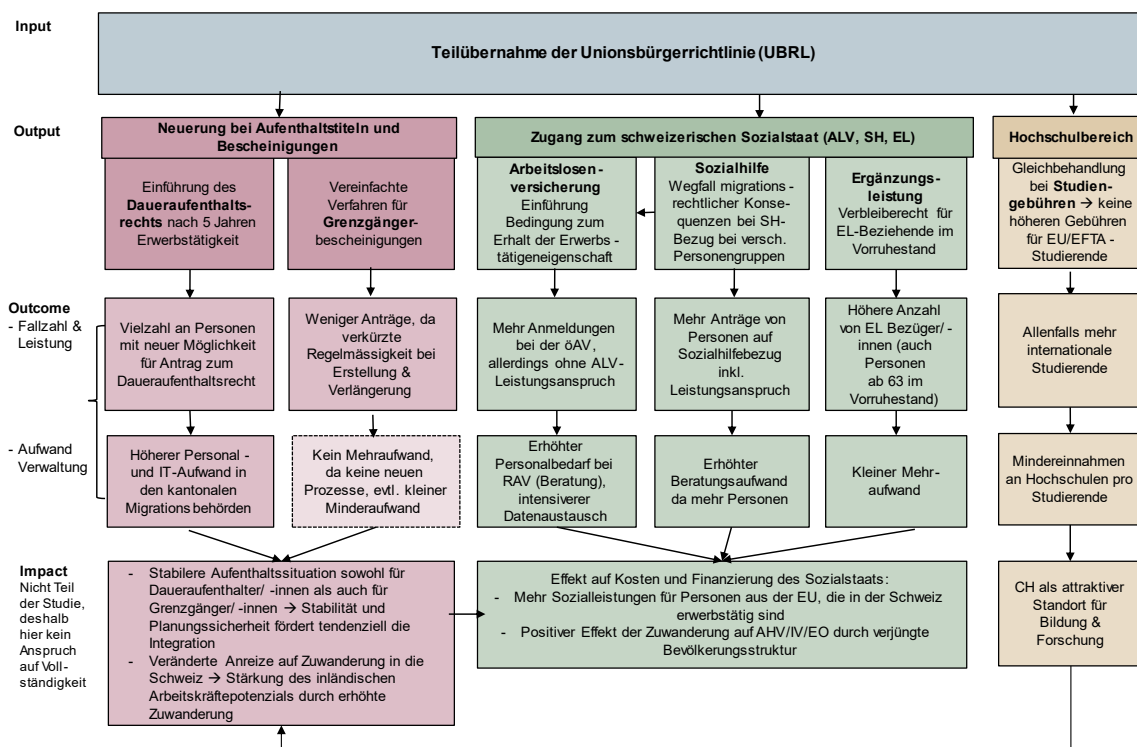 Input
Teilübernahme der Unionsbürgerrichtlinie (UBRL)
Output
Neuerung bei Aufenthaltstiteln und
Bescheinigungen
Einführung des
Daueraufenthalts-
rechts nach 5 Jahren
Erwerbstätigkeit
Vereinfachte
Verfahren für
Grenzgänger-
bescheinigungen
Zugang zum schweizerischen Sozialstaat (ALV, SH, EL)
Arbeitslosen-
versicherung
Einführung
Bedingung zum
Erhalt der Erwerbs -
tätigeneigenschaft
Sozialhilfe
Wegfall migrations -
rechtlicher Konse-
quenzen bei SH-
Bezug bei versch.
Personengruppen
Ergänzungs-
leistung
Verbleiberecht für
EL-Beziehende im
Vorruhestand
Hochschulbereich
Gleichbehandlung
bei Studien-
gebühren → keine
höheren Gebühren
für EU/EFTA -
Studierende
Outcome
- Fallzahl &
Leistung
Vielzahl an Personen
mit neuer Möglichkeit
für Antrag zum
Daueraufenthaltsrecht
Weniger Anträge, da
verkürzte
Regelmässigkeit bei
Erstellung &
Verlängerung
Mehr Anmeldungen
bei der öAV,
allerdings ohne ALV-
Leistungsanspruch
Mehr Anträge von
Personen auf
Sozialhilfebezug
inkl.
Leistungsanspruch
Höhere Anzahl
von EL Bezüger/ -
innen (auch
Personen
ab 63 im
Vorruhestand)
Allenfalls mehr
internationale
Studierende
- Aufwand
Verwaltung
Höherer Personal -
und IT-Aufwand in
den kantonalen
Migrations behörden
Kein Mehraufwand,
da keine neuen
Prozesse, evtl. kleiner
Minderaufwand
Erhöhter
Personalbedarf bei
RAV (Beratung),
intensiverer
Datenaustausch
Erhöhter
Beratungsaufwand
da mehr Personen
Kleiner Mehr-
aufwand
Mindereinnahmen
an Hochschulen pro
Studierende
Impact
Nicht Teil
der Studie,
deshalb
hier kein
Anspruch
auf Voll-
ständigkeit
- Stabilere Aufenthaltssituation sowohl für
Daueraufenthalter/ -innen als auch für
Grenzgänger/ -innen → Stabilität und
Planungssicherheit fördert tendenziell die
Integration
- Veränderte Anreize auf Zuwanderung in die
Schweiz → Stärkung des inländischen
Arbeitskräftepotenzials durch erhöhte
Zuwanderung
Effekt auf Kosten und Finanzierung des Sozialstaats:
- Mehr Sozialleistungen für Personen aus der EU, die in der Schweiz
erwerbstätig sind
- Positiver Effekt der Zuwanderung auf AHV/IV/EO durch verjüngte
Bevölkerungsstruktur
CH als attraktiver
Standort für
Bildung &
Forschung